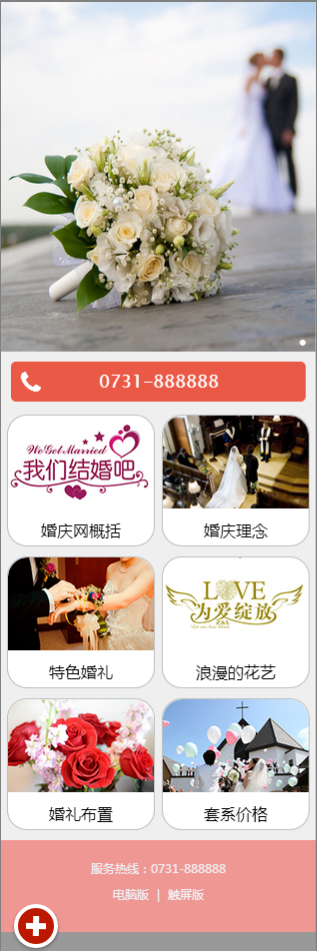 0731-888888
We Get Married
我们结婚吧
婚庆网概括
婚庆理念
LOVE
为爱绽放
Z&L
特色婚礼
浪漫的花艺
婚礼布置
套系价格
服务热线：0731-888888
电脑版 | 触屏版